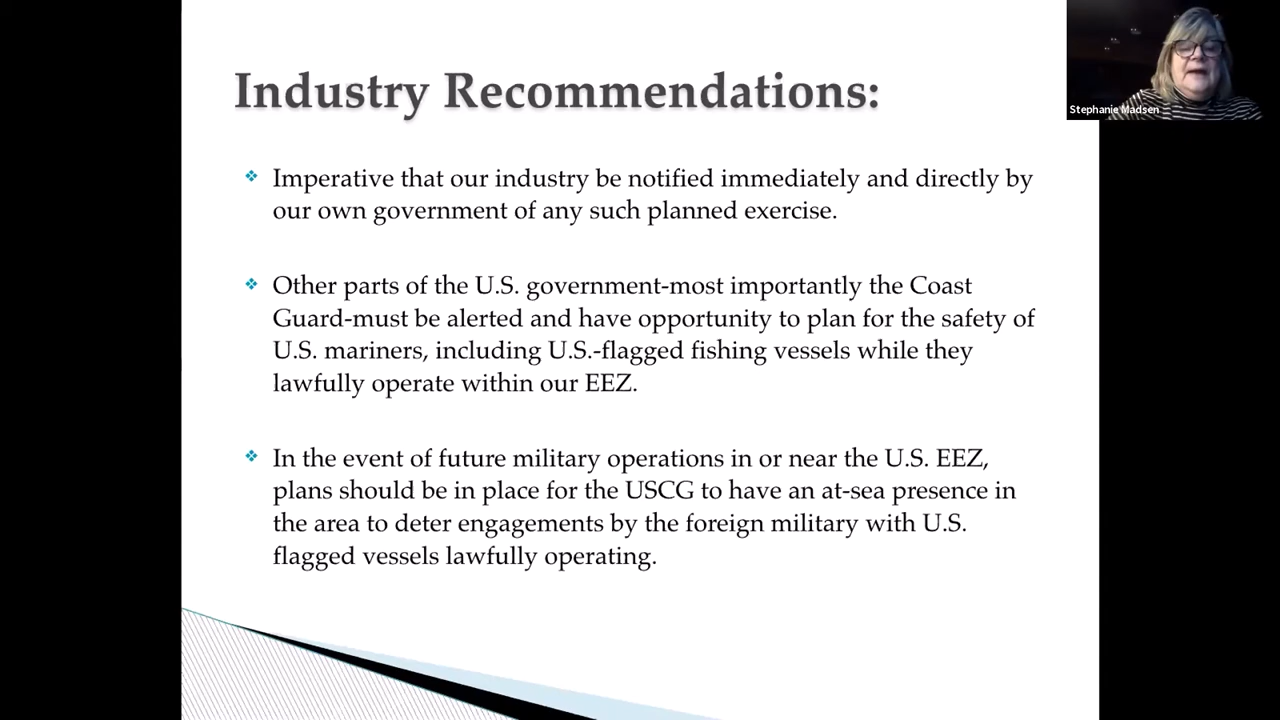 Industry Recommendations:
Stephanie Madsen
Imperative that our industry be notified immediately and directly by
our own government of any such planned exercise.
Other parts of the U.S. government-most importantly the Coast
Guard-must be alerted and have opportunity to plan for the safety of
U.S. mariners, including U.S.-flagged fishing vessels while they
lawfully operate within our EEZ.
In the event of future military operations in or near the U.S. EEZ,
plans should be in place for the USCG to have an at-sea presence in
the area to deter engagements by the foreign military with U.S.
flagged vessels lawfully operating.